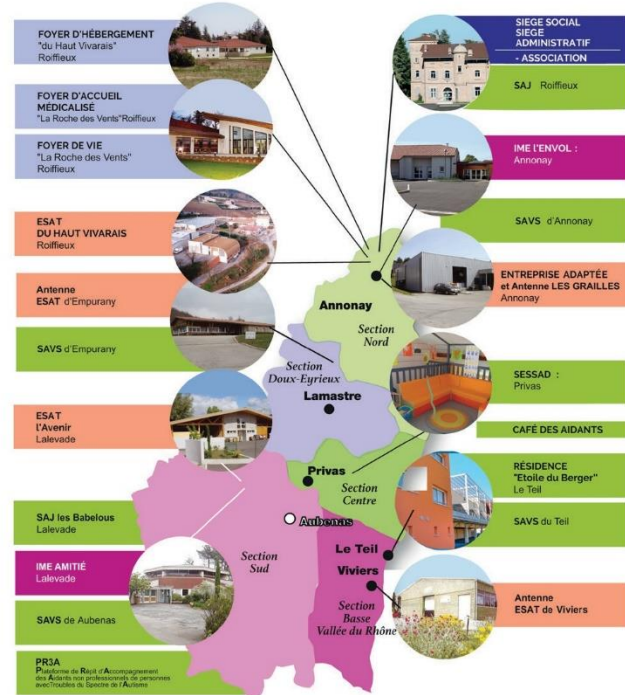 FOYER D'HÉBERGEMENT
"du Haut Vivarais"
Roiffieux
FOYER D'ACCUEIL
MÉDICALISÉ
"La Roche des Vents"Roiffieux
FOYER DE VIE
"La Roche des Vents"
Roiffieux
ESAT
DU HAUT VIVARAIS
Roiffieux
Antenne
ESAT d'Empurany
SAVS d'Empurany
ESAT
l'Avenir
Lalevade
SAJ les Babelous
Lalevade
IME AMITIÉ
Lalevade
SAVS de Aubenas
PR3A
Plateforme de Répit d'Accompagnement
des Aidants non professionnels de personnes
avecTroubles du Spectre de l'Autisms
Annonay
Section
Nord
Section
Doux-Eyrieux
Lamastre
Privas
Section
Centre
Aubenas
Section
Sud
Le Teil
Viviers
Section
Basse
Vallée du Rhône
SIEGE SOCIAL
SIEGE
ADMINISTRATIF
- ASSOCIATION
SAJ Roiffieux
IME l'ENVOL :
Annonay
SAVS d'Annonay
ENTREPRISE ADAPTÉE
et Antenne LES GRAILLES
Annonay
SESSAD :
Privas
CAFÉ DES AIDANTS
RÉSIDENCE
"Etoile du Berger"
Le Teil
SAVS du Teil
Antenne
ESAT de Viviers